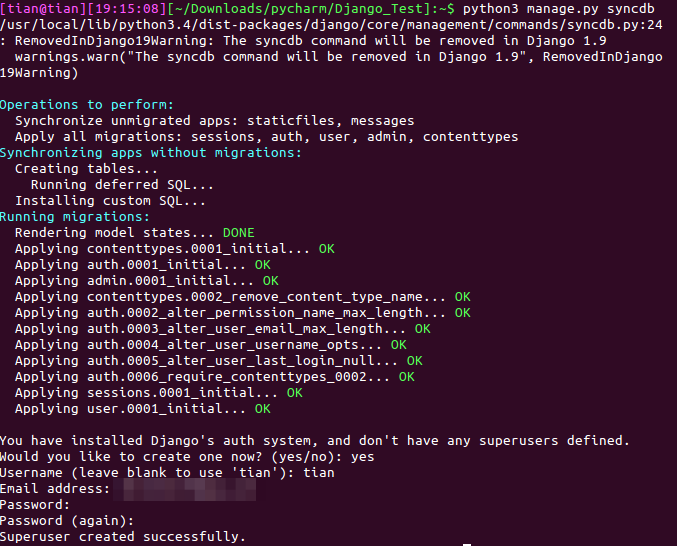 [tian@tian][19:15:08][~/Downloads/pycharm/Django_Test]:~$ python3 manage.py syncdb
/usr/local/lib/python3.4/dist-packages/django/core/management/commands/syncdb.py:24
: RemovedInDjango19Warning: The syncdb command will be removed in Django 1.9
  warnings.warn("The syncdb command will be removed in Django 1.9", RemovedInDjango
19Warning)

Operations to perform:
  Synchronize unmigrated apps: staticfiles, messages
  Apply all migrations: sessions, auth, user, admin, contenttypes
Synchronizing apps without migrations:
  Creating tables...
    Running deferred SQL...
  Installing custom SQL...
Running migrations:
  Rendering model states... DONE
  Applying contenttypes.0001_initial... OK
  Applying auth.0001_initial... OK
  Applying admin.0001_initial... OK
  Applying contenttypes.0002_remove_content_type_name... OK
  Applying auth.0002_alter_permission_name_max_length... OK
  Applying auth.0003_alter_user_email_max_length... OK
  Applying auth.0004_alter_user_username_opts... OK
  Applying auth.0005_alter_user_last_login_null... OK
  Applying auth.0006_require_contenttypes_0002... OK
  Applying sessions.0001_initial... OK
  Applying user.0001_initial... OK

You have installed Django's auth system, and don't have any superusers defined.
Would you like to create one now? (yes/no): yes
Username (leave blank to use 'tian'): tian
Email address:
Password:
Password (again):
Superuser created successfully.